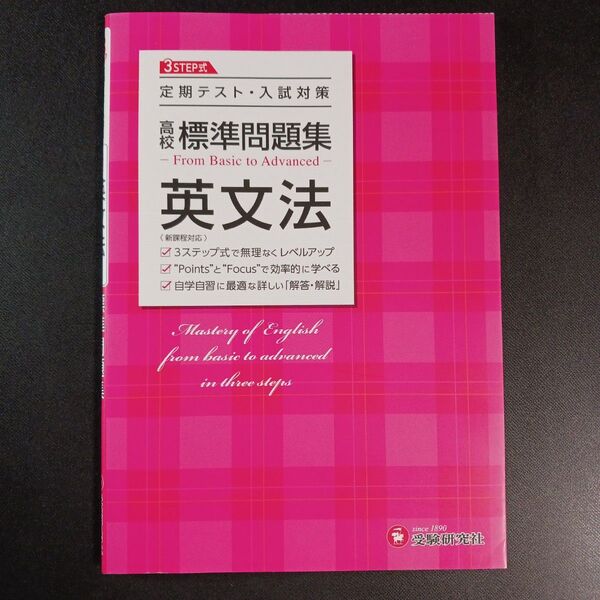 3STEP式
定期テスト・入試対策
高校 標準問題集
From Basic to Advanced
英文法
〈新課程対応〉
3ステップ式で無理なくレベルアップ
"Points"と"Focus"で効率的に学べる
自学自習に最適な詳しい「解答・解説」
Mastery of English
from basic to advanced
in three steps
since 1890
受験研究社